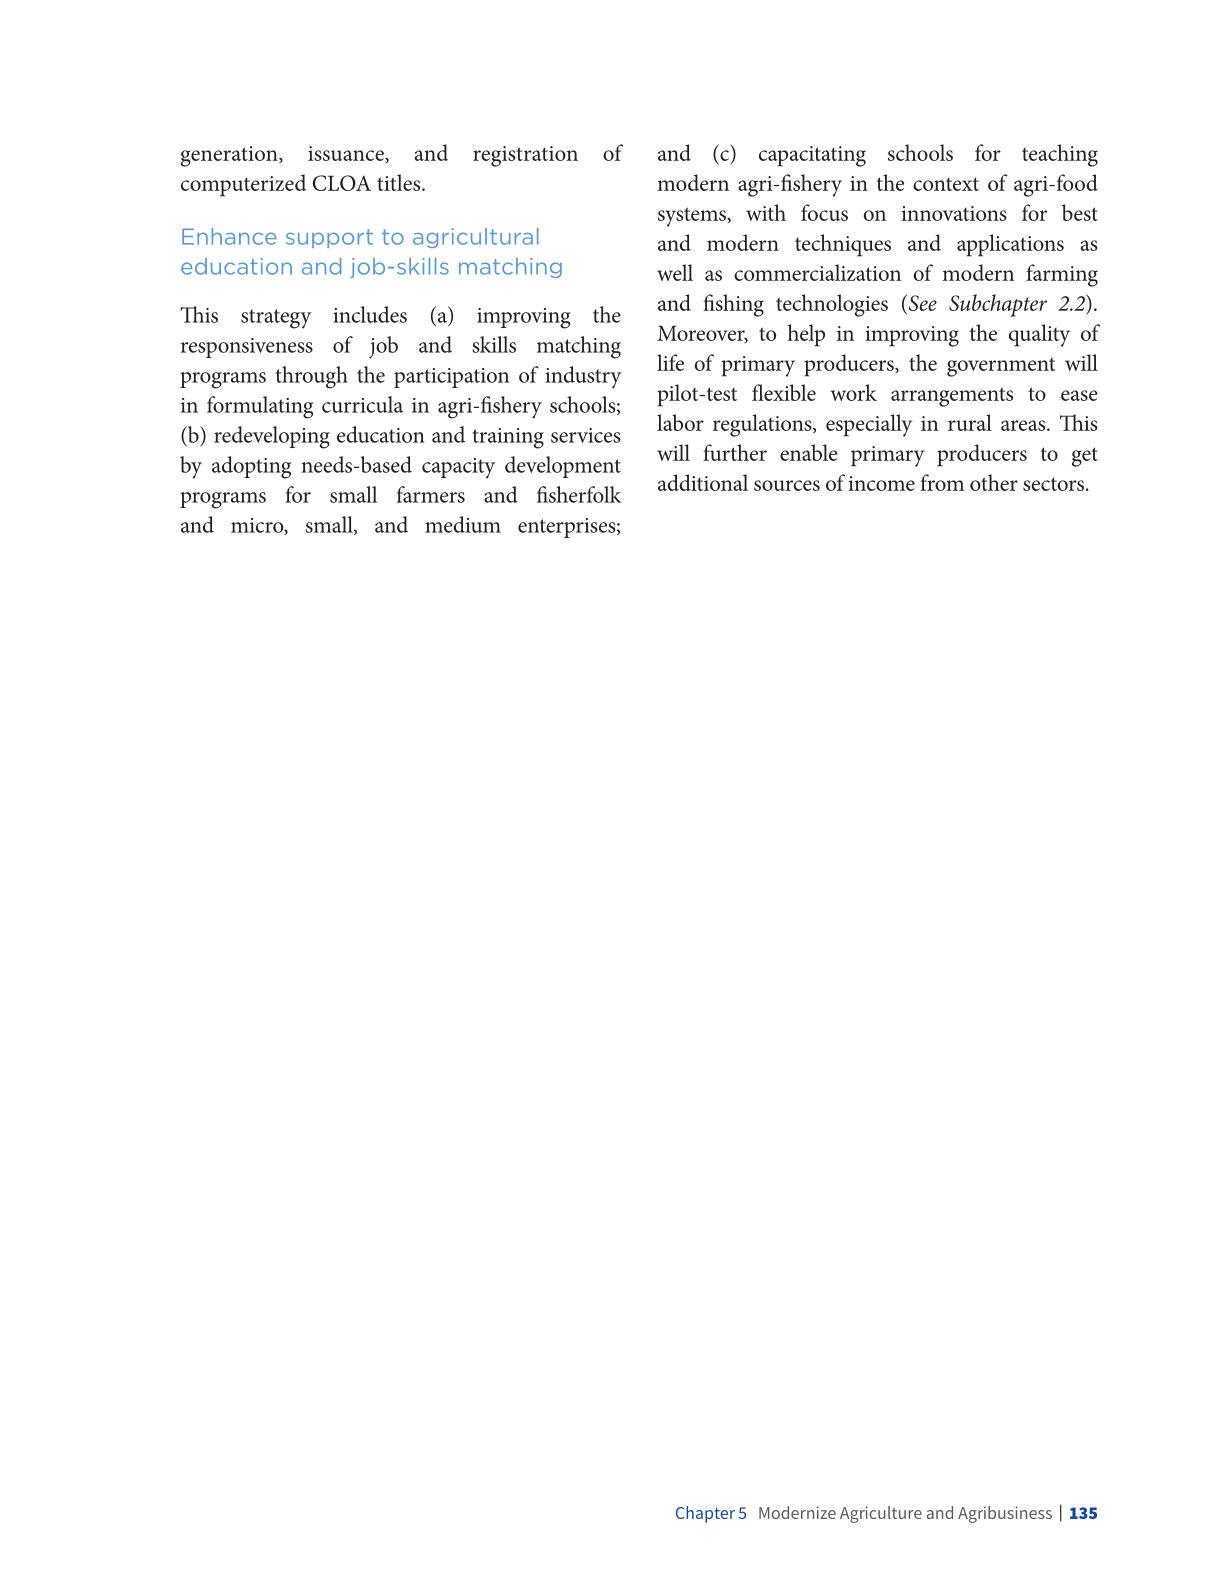 generation, issuance, and registration of
computerized CLOA titles.
Enhance support to agricultural
education and job-skills matching
This strategy includes (a) improving the
responsiveness of job and skills matching
programs through the participation of industry
in formulating curricula in agri-fishery schools;
(b) redeveloping education and training services
by adopting needs-based capacity development
programs for small farmers and fisherfolk
and micro, small, and medium enterprises;
and (c) capacitating schools for teaching
modern agri-fishery in the context of agri-food
systems, with focus on innovations for best
and modern techniques and applications as
well as commercialization of modern farming
and fishing technologies (See Subchapter 2.2).
Moreover, to help in improving the quality of
life of primary producers, the government will
pilot-test flexible work arrangements to ease
labor regulations, especially in rural areas. This
will further enable primary producers to get
additional sources of income from other sectors.
Chapter 5 Modernize Agriculture and Agribusiness | 135